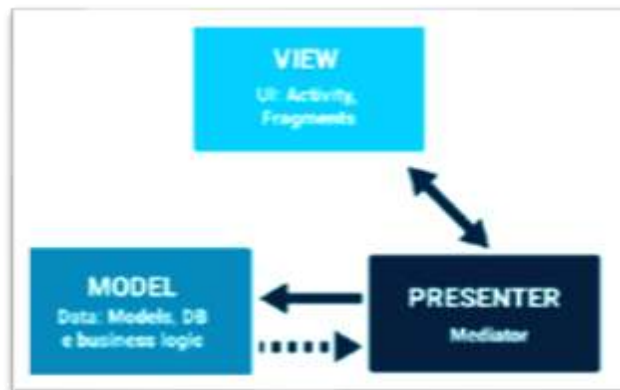 VIEW
UI: Activity,
Fragments
MODEL
Data: Models, DB
e business logic
PRESENTER
Mediator